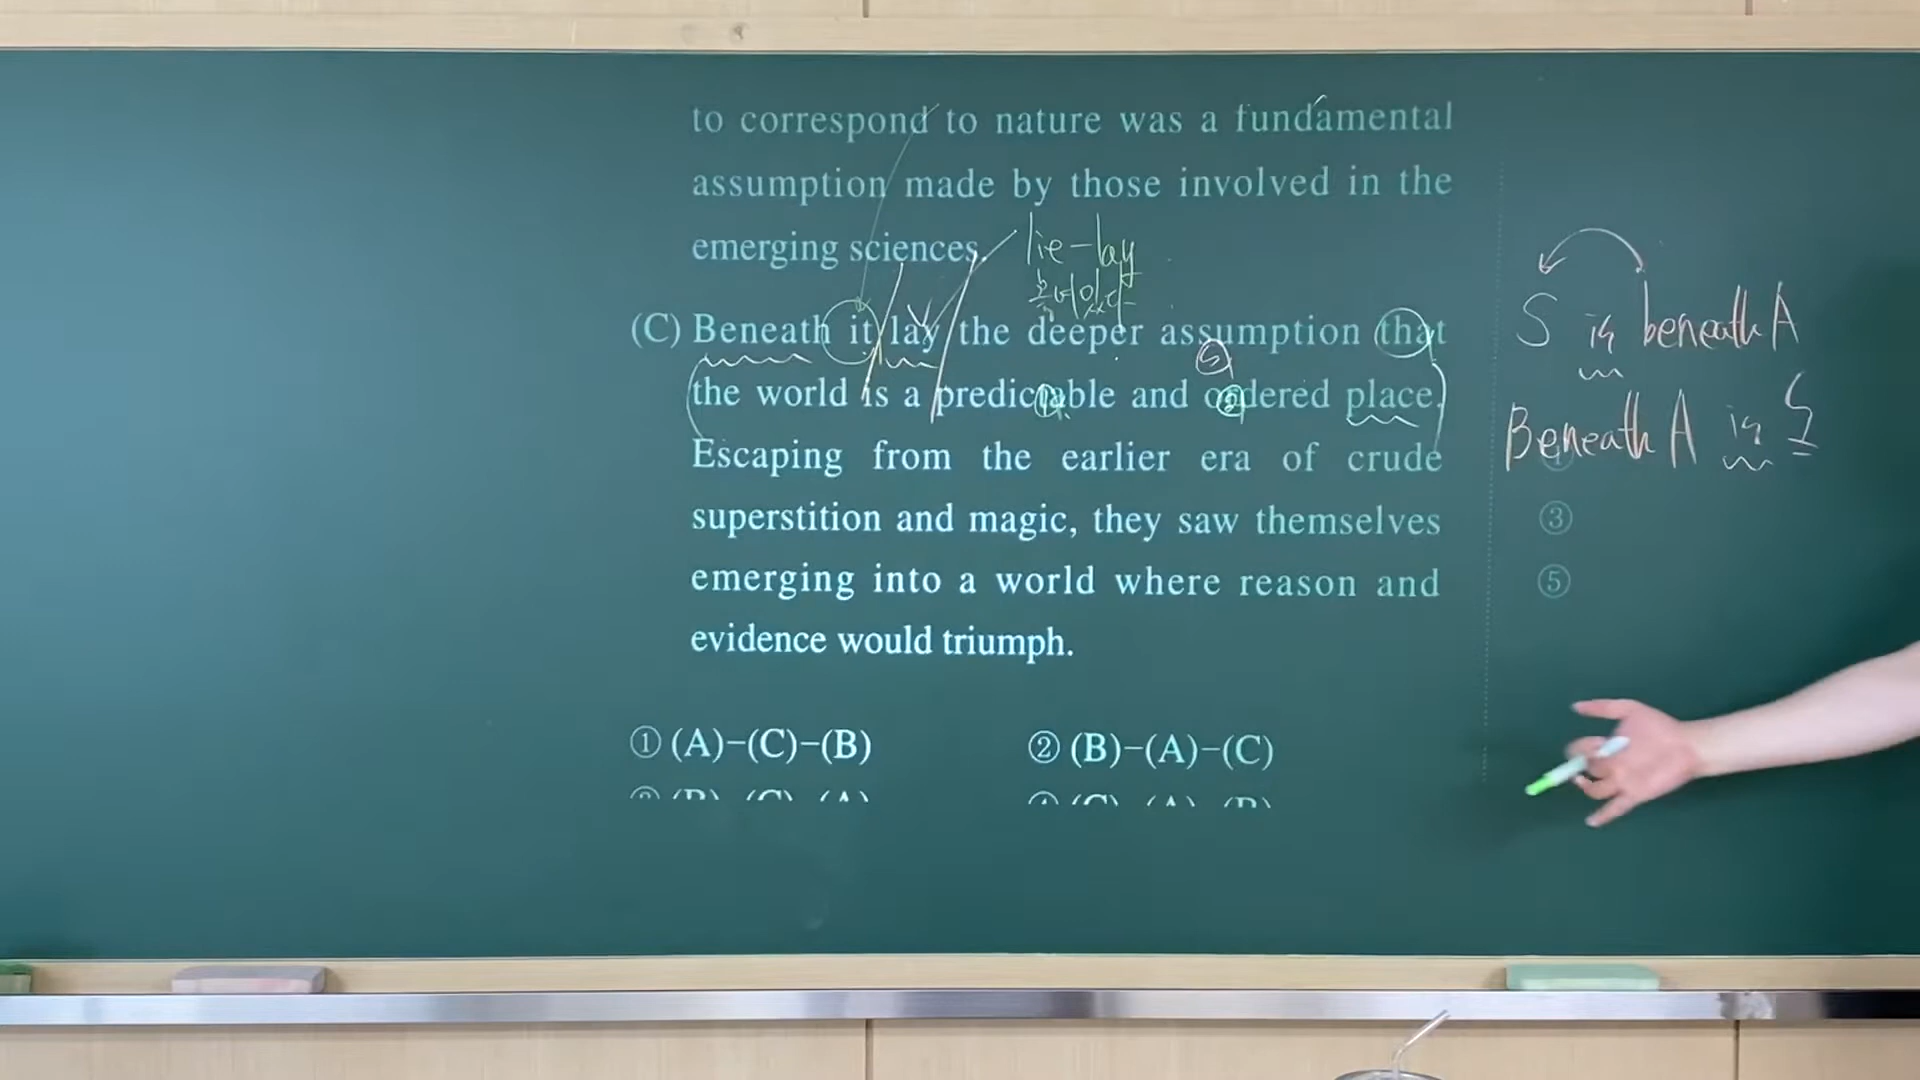 to correspond to nature was a fundamental
assumption made by those involved in the
emerging sciences.
lie-lay
(C) Beneath it lay the deeper assumption that
the world is a predictable and ordered place.
Escaping from the earlier era of crude
superstition and magic, they saw themselves
emerging into a world where reason and
evidence would triumph.
① (A)-(C)-(B)
② (B)-(A)-(C)
S is beneath A
Beneath A is S
③
⑤